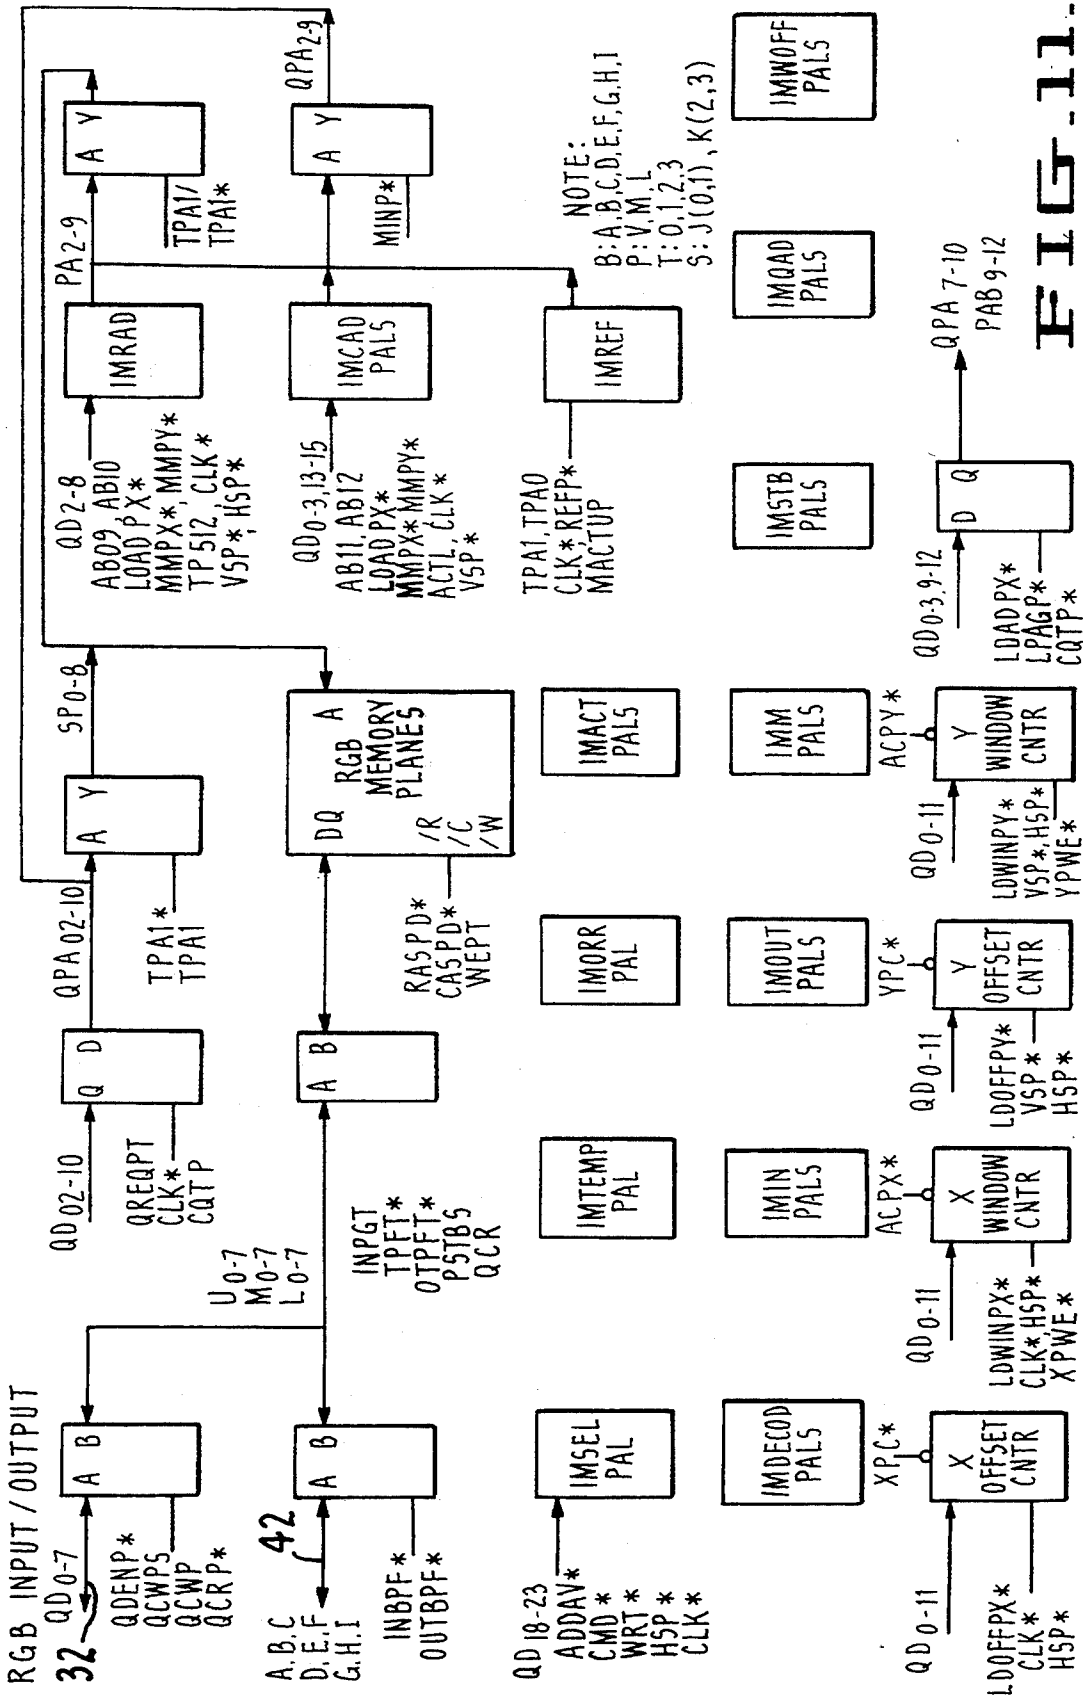 RGB INPUT / OUTPUT
32
QD0-7
A B
QDENP*
QCWPS
QCWP
QCRP*
42
A,B,C
D,E,F
G,H,I
A B
INBPF*
OUTBPF*
U0-7
M0-7
L0-7
INPGT
TPFT*
OTPFT*
PSTBS
QCR
A B
QD02-10
Q D
QREQPT
CLK*
CQTP
QPA02-10
A Y
TPA1*
TPA1
SP0-8
DQ A
RGB
MEMORY
PLANES
/R
/C
/W
RASPD*
CASPD*
WEPT
QD2-8
AB09, AB10
LOADPX*
MMPX*, MMPY*
TP512, CLK*
VSP*, HSP*
IMRAD
PA2-9
A Y
TPA1/
TPA1*
QD0-3,13-15
AB11, AB12
LOADPX*
MMPX* MMPY*
ACTL, CLK*
VSP*
IMCAD
PALS
A Y
MINP*
QPA2-9
TPA1, TPA0
CLK*, REFP*
MACTUP
IMREF
NOTE:
B: A,B,C,D,E,F,G,H,I
P: V, M, L
T: 0,1,2,3
S: J(0,1), K(2,3)
QD18-23
ADDAV*
CMD*
WRT*
HSP*
CLK*
IMSEL
PAL
IMTEMP
PAL
IMORR
PAL
IMACT
PALS
IMDECOD
PALS
IMIN
PALS
IMOUT
PALS
IMM
PALS
IMSTB
PALS
IMQAD
PALS
IMWOFF
PALS
QD0-11
XPC*
X
OFFSET
CNTR
LDOFFPX*
CLK*
HSP*
QD0-11
ACPX*
X
WINDOW
CNTR
LDWINPX*
CLK*, HSP*
XPWE*
QD0-11
YPC*
Y
OFFSET
CNTR
LDOFFPY*
VSP*
HSP*
QD0-11
ACPY*
Y
WINDOW
CNTR
LDWINPY*
VSP*, HSP*
YPWE*
QD0-3,9-12
D Q
LDADPX*
LPAGP*
CQTP*
QPA 7-10
PAB 9-12
FIG. 11.